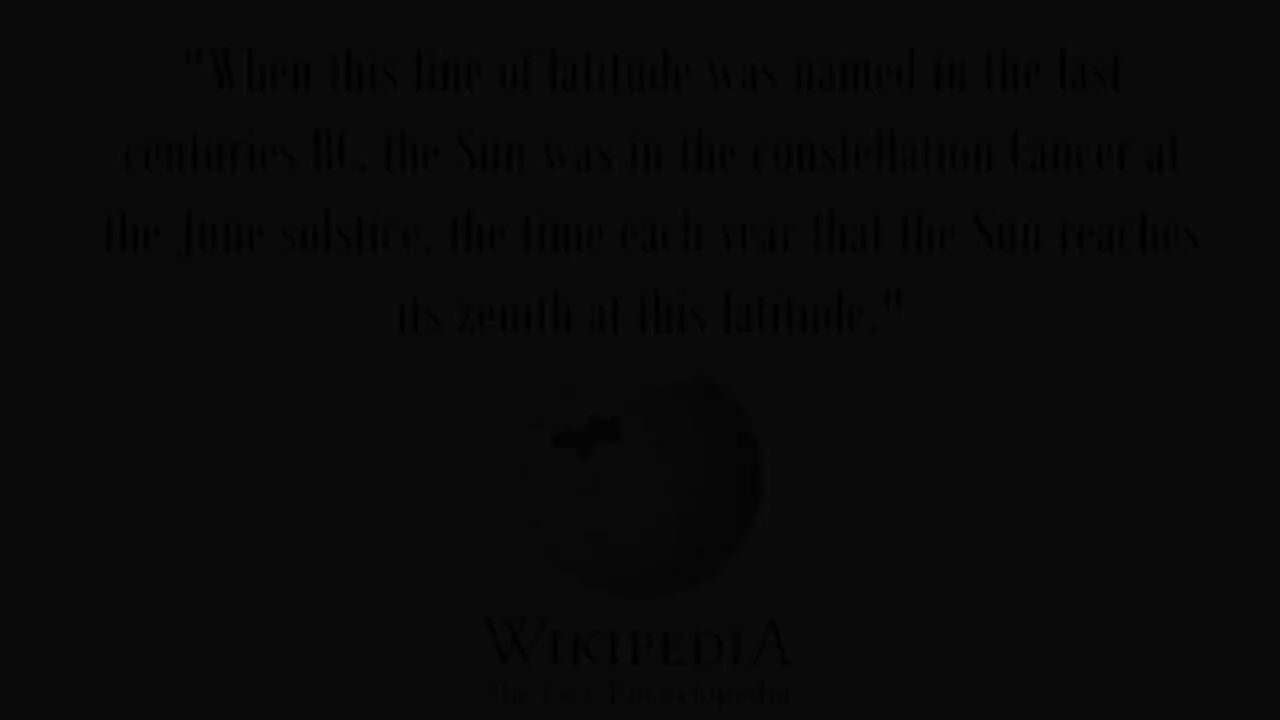 "When this line of latitude was named in the last
centuries BC, the Sun was in the constellation Cancer at
the June solstice, the time each year that the Sun reaches
its zenith at this latitude."
WIKIPEDIA
The Free Encyclopedia